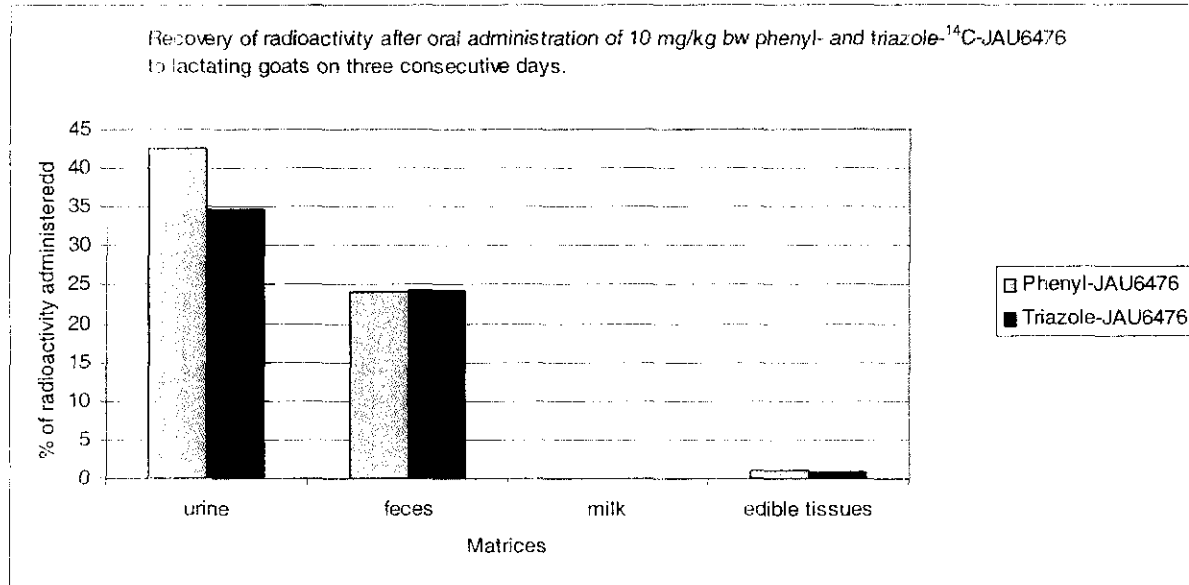 Recovery of radioactivity after oral administration of 10 mg/kg bw phenyl- and triazole-¹⁴C-JAU6476
to lactating goats on three consecutive days.
% of radioactivity administeredd
45
40
35
30
25
20
15
10
5
0
urine feces milk edible tissues
Matrices
Phenyl-JAU6476
Triazole-JAU6476